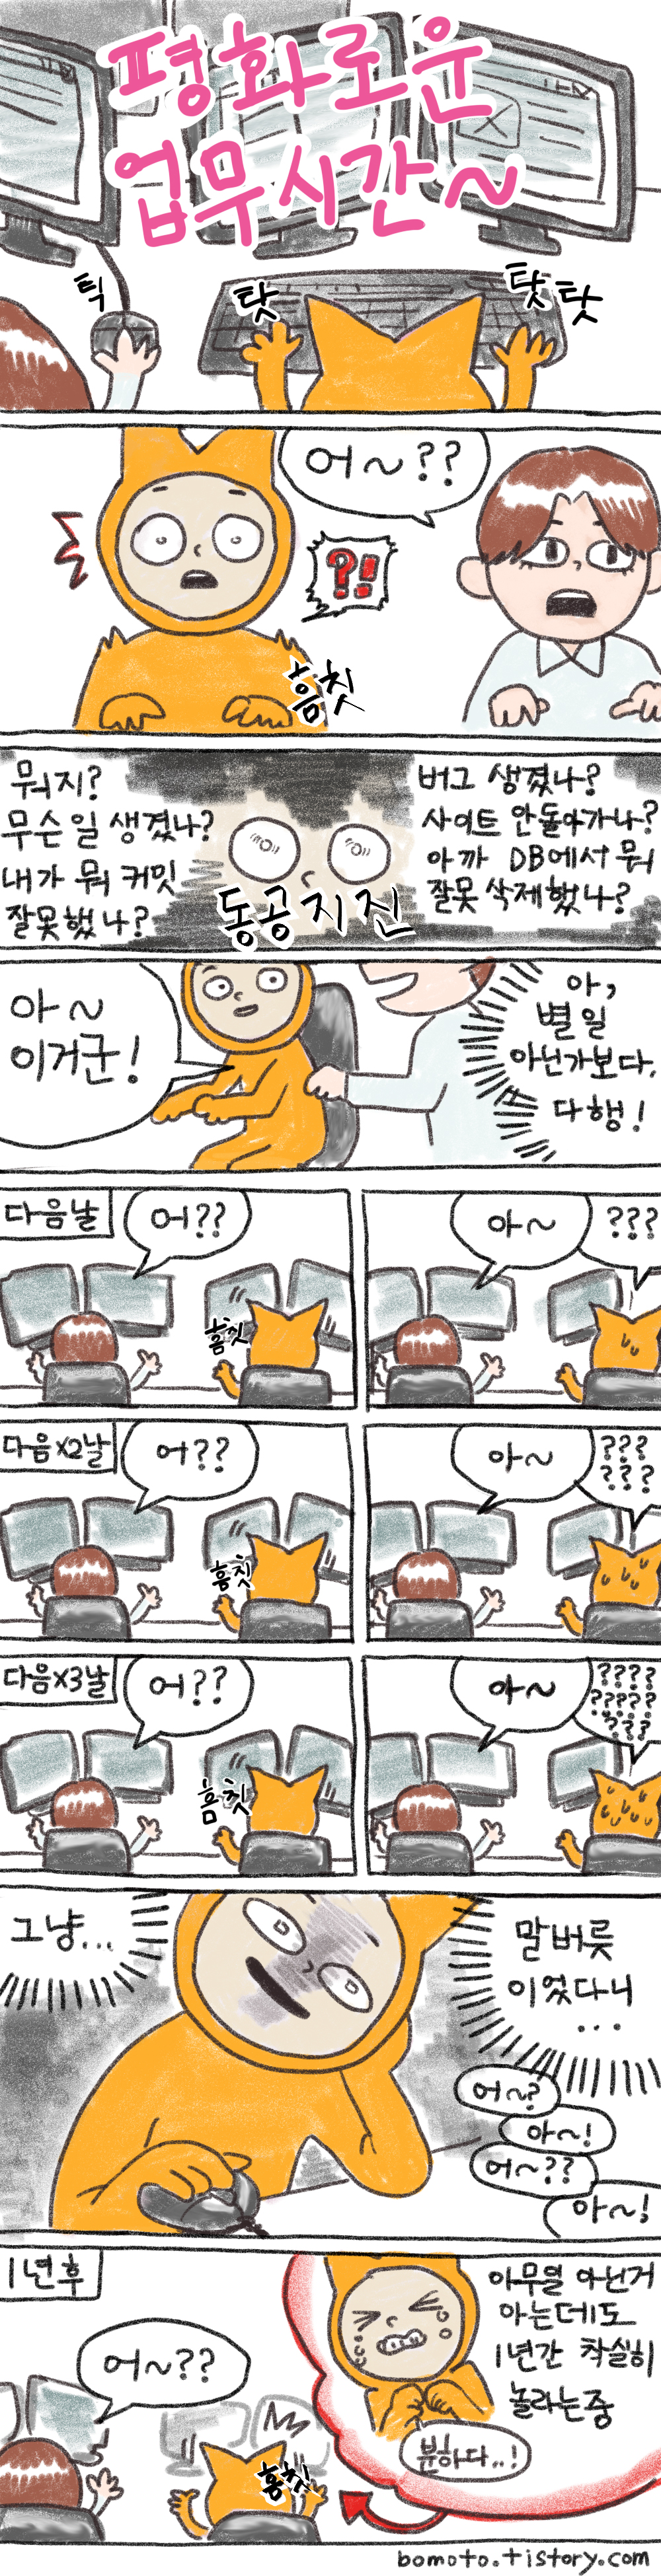 평화로운
업무시간~
틱
탓
탓 탓
어~??
?!
흠칫
뭐지?
무슨일 생겼나?
내가 뭐 커밋
잘못했나?
버그 생겼나?
사이트 안돌아가나?
아까 DB에서 뭐
잘못 삭제했나?
동공지진
아~
이거군!
아,
별일
아닌가보다.
다행!
다음날
어??
흠칫
아~
???
다음x2날
어??
흠칫
아~
???
???
다음x3날
어??
흠칫
아~
????
?????
???
그냥...
말버릇
이었다니
...
어~?
아~!
어~??
아~!
1년후
어~??
흠칫
아무일 아닌거
아는데도
1년간 착실히
놀라는중
분하다..!
bomoto.tistory.com